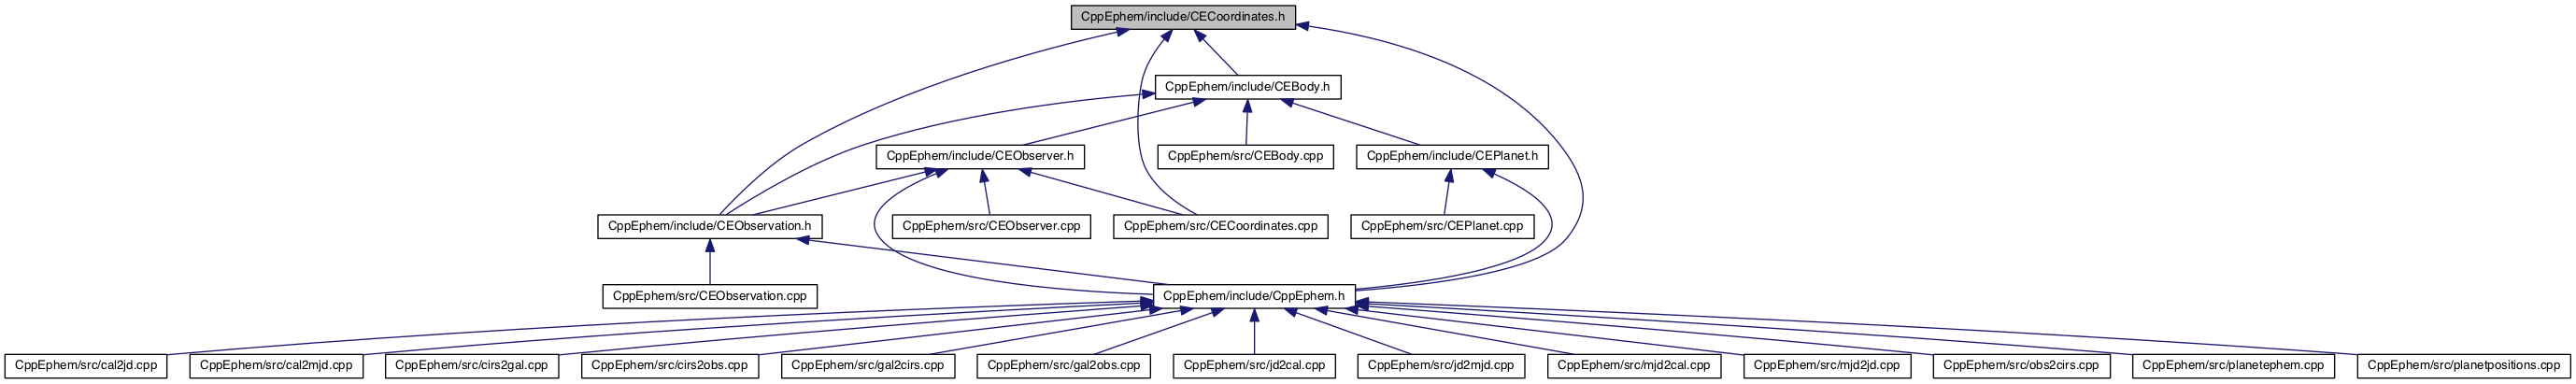 CppEphem/include/CECoordinates.h
CppEphem/include/CEBody.h
CppEphem/include/CEObserver.h
CppEphem/src/CEBody.cpp
CppEphem/include/CEPlanet.h
CppEphem/include/CEObservation.h
CppEphem/src/CEObserver.cpp
CppEphem/src/CECoordinates.cpp
CppEphem/src/CEPlanet.cpp
CppEphem/src/CEObservation.cpp
CppEphem/include/CppEphem.h
CppEphem/src/cal2jd.cpp
CppEphem/src/cal2mjd.cpp
CppEphem/src/cirs2gal.cpp
CppEphem/src/cirs2obs.cpp
CppEphem/src/gal2cirs.cpp
CppEphem/src/gal2obs.cpp
CppEphem/src/jd2cal.cpp
CppEphem/src/jd2mjd.cpp
CppEphem/src/mjd2cal.cpp
CppEphem/src/mjd2jd.cpp
CppEphem/src/obs2cirs.cpp
CppEphem/src/planetephem.cpp
CppEphem/src/planetpositions.cpp